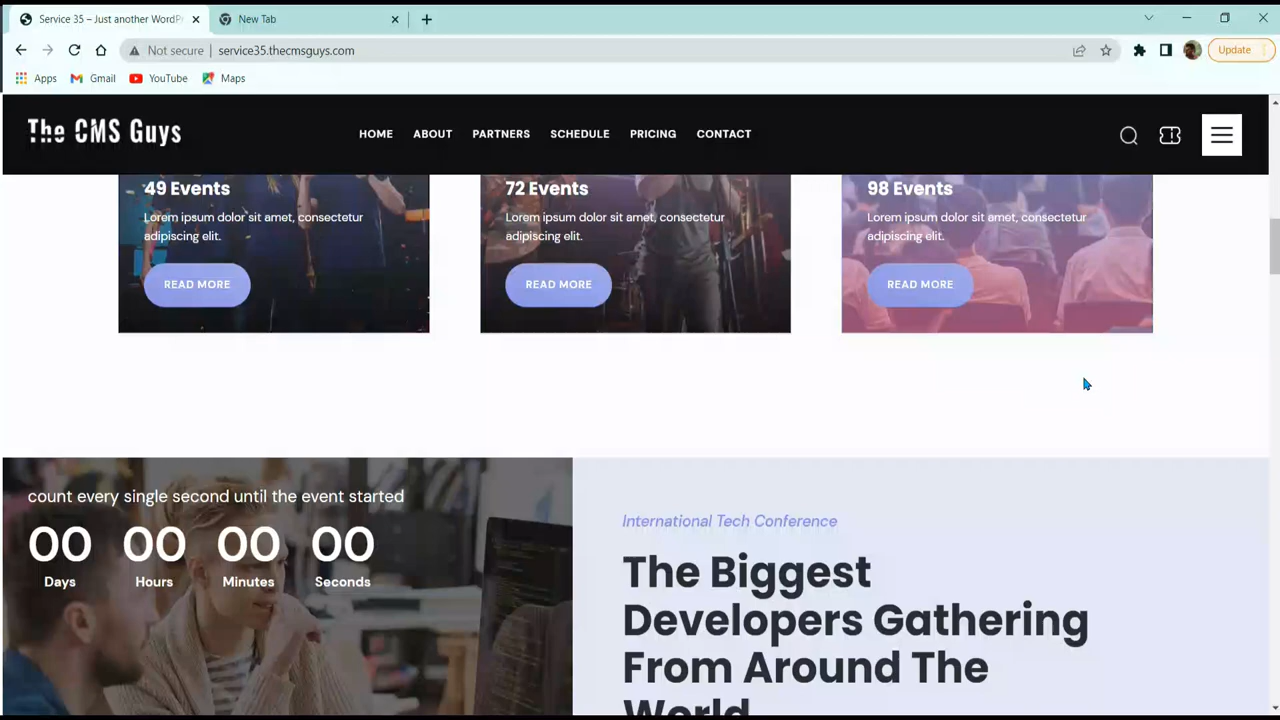 Service 35 – Just another WordPr
New Tab
Not secure
service35.thecmsguys.com
Update
Apps
Gmail
YouTube
Maps
The CMS Guys
HOME
ABOUT
PARTNERS
SCHEDULE
PRICING
CONTACT
49 Events
Lorem ipsum dolor sit amet, consectetur
adipiscing elit.
READ MORE
72 Events
Lorem ipsum dolor sit amet, consectetur
adipiscing elit.
READ MORE
98 Events
Lorem ipsum dolor sit amet, consectetur
adipiscing elit.
READ MORE
count every single second until the event started
00 00 00 00
Days Hours Minutes Seconds
International Tech Conference
The Biggest
Developers Gathering
From Around The
World